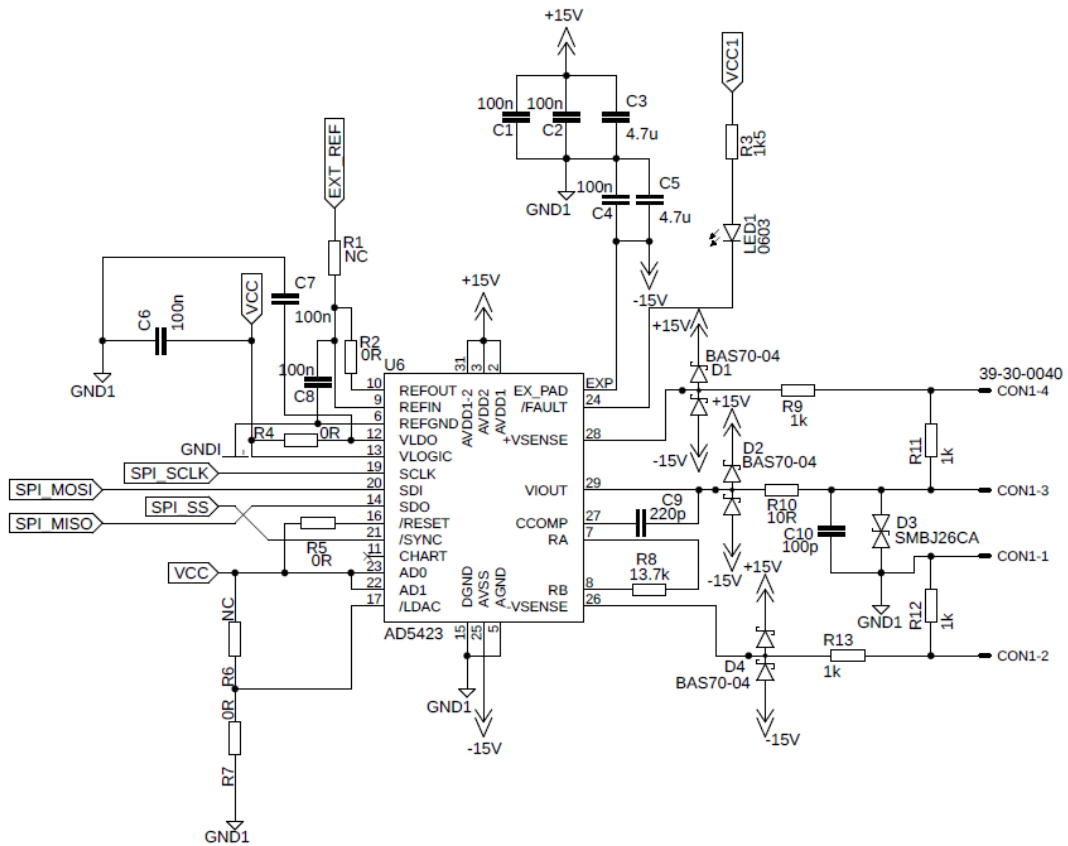 +15V
VCC1
100n
100n
C3
C1
C2
4.7u
R3
1k5
EXT_REF
100n
C5
C4
4.7u
GND1
LED1
0603
R1
NC
C7
VCC
+15V
-15V
C6
100n
100n
+15V
R2
0R
U6
BAS70-04
D1
39-30-0040
GND1
100n
C8
31
3
2
10
REFOUT
AVDD1-2
AVDD2
AVDD1
EX_PAD
EXP
CON1-4
9
REFIN
/FAULT
24
+15V
R9
1k
6
REFGND
R4
0R
12
VLDO
+VSENSE
28
R11
1k
GNDI
13
VLOGIC
-15V
D2
BAS70-04
SPI_SCLK
19
SCLK
SPI_MOSI
20
SDI
VIOUT
29
CON1-3
SPI_SS
14
SDO
C9
220p
R10
10R
D3
SMBJ26CA
SPI_MISO
16
/RESET
CCOMP
27
C10
100p
21
/SYNC
RA
7
R5
0R
11
CHART
R8
13.7k
CON1-1
VCC
23
AD0
-15V
+15V
22
AD1
RB
8
17
/LDAC
DGND
AVSS
AGND
-VSENSE
26
R12
1k
NC
R6
AD5423
15
25
5
GND1
R13
1k
CON1-2
D4
BAS70-04
0R
R7
GND1
-15V
-15V
GND1